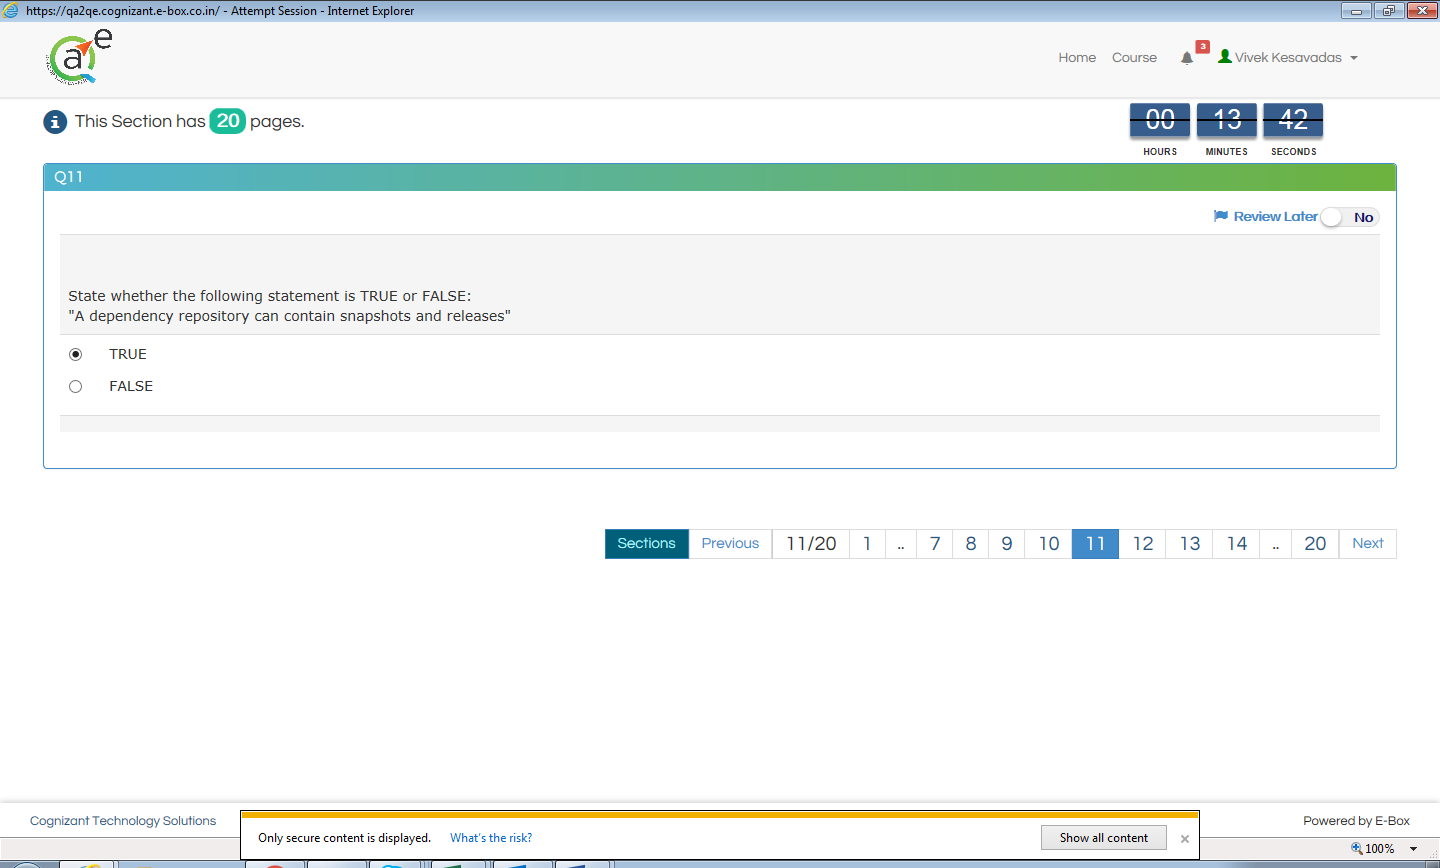 https://qa2qe.cognizant.e-box.co.in/ - Attempt Session - Internet Explorer
a e
Home Course 3 Vivek Kesavadas
This Section has 20 pages.
00 13 42
HOURS MINUTES SECONDS
Q11
Review Later No
State whether the following statement is TRUE or FALSE:
"A dependency repository can contain snapshots and releases"
TRUE
FALSE
Sections Previous 11/20 1 .. 7 8 9 10 11 12 13 14 .. 20 Next
Cognizant Technology Solutions
Powered by E-Box
Only secure content is displayed. What's the risk? Show all content ×
100%